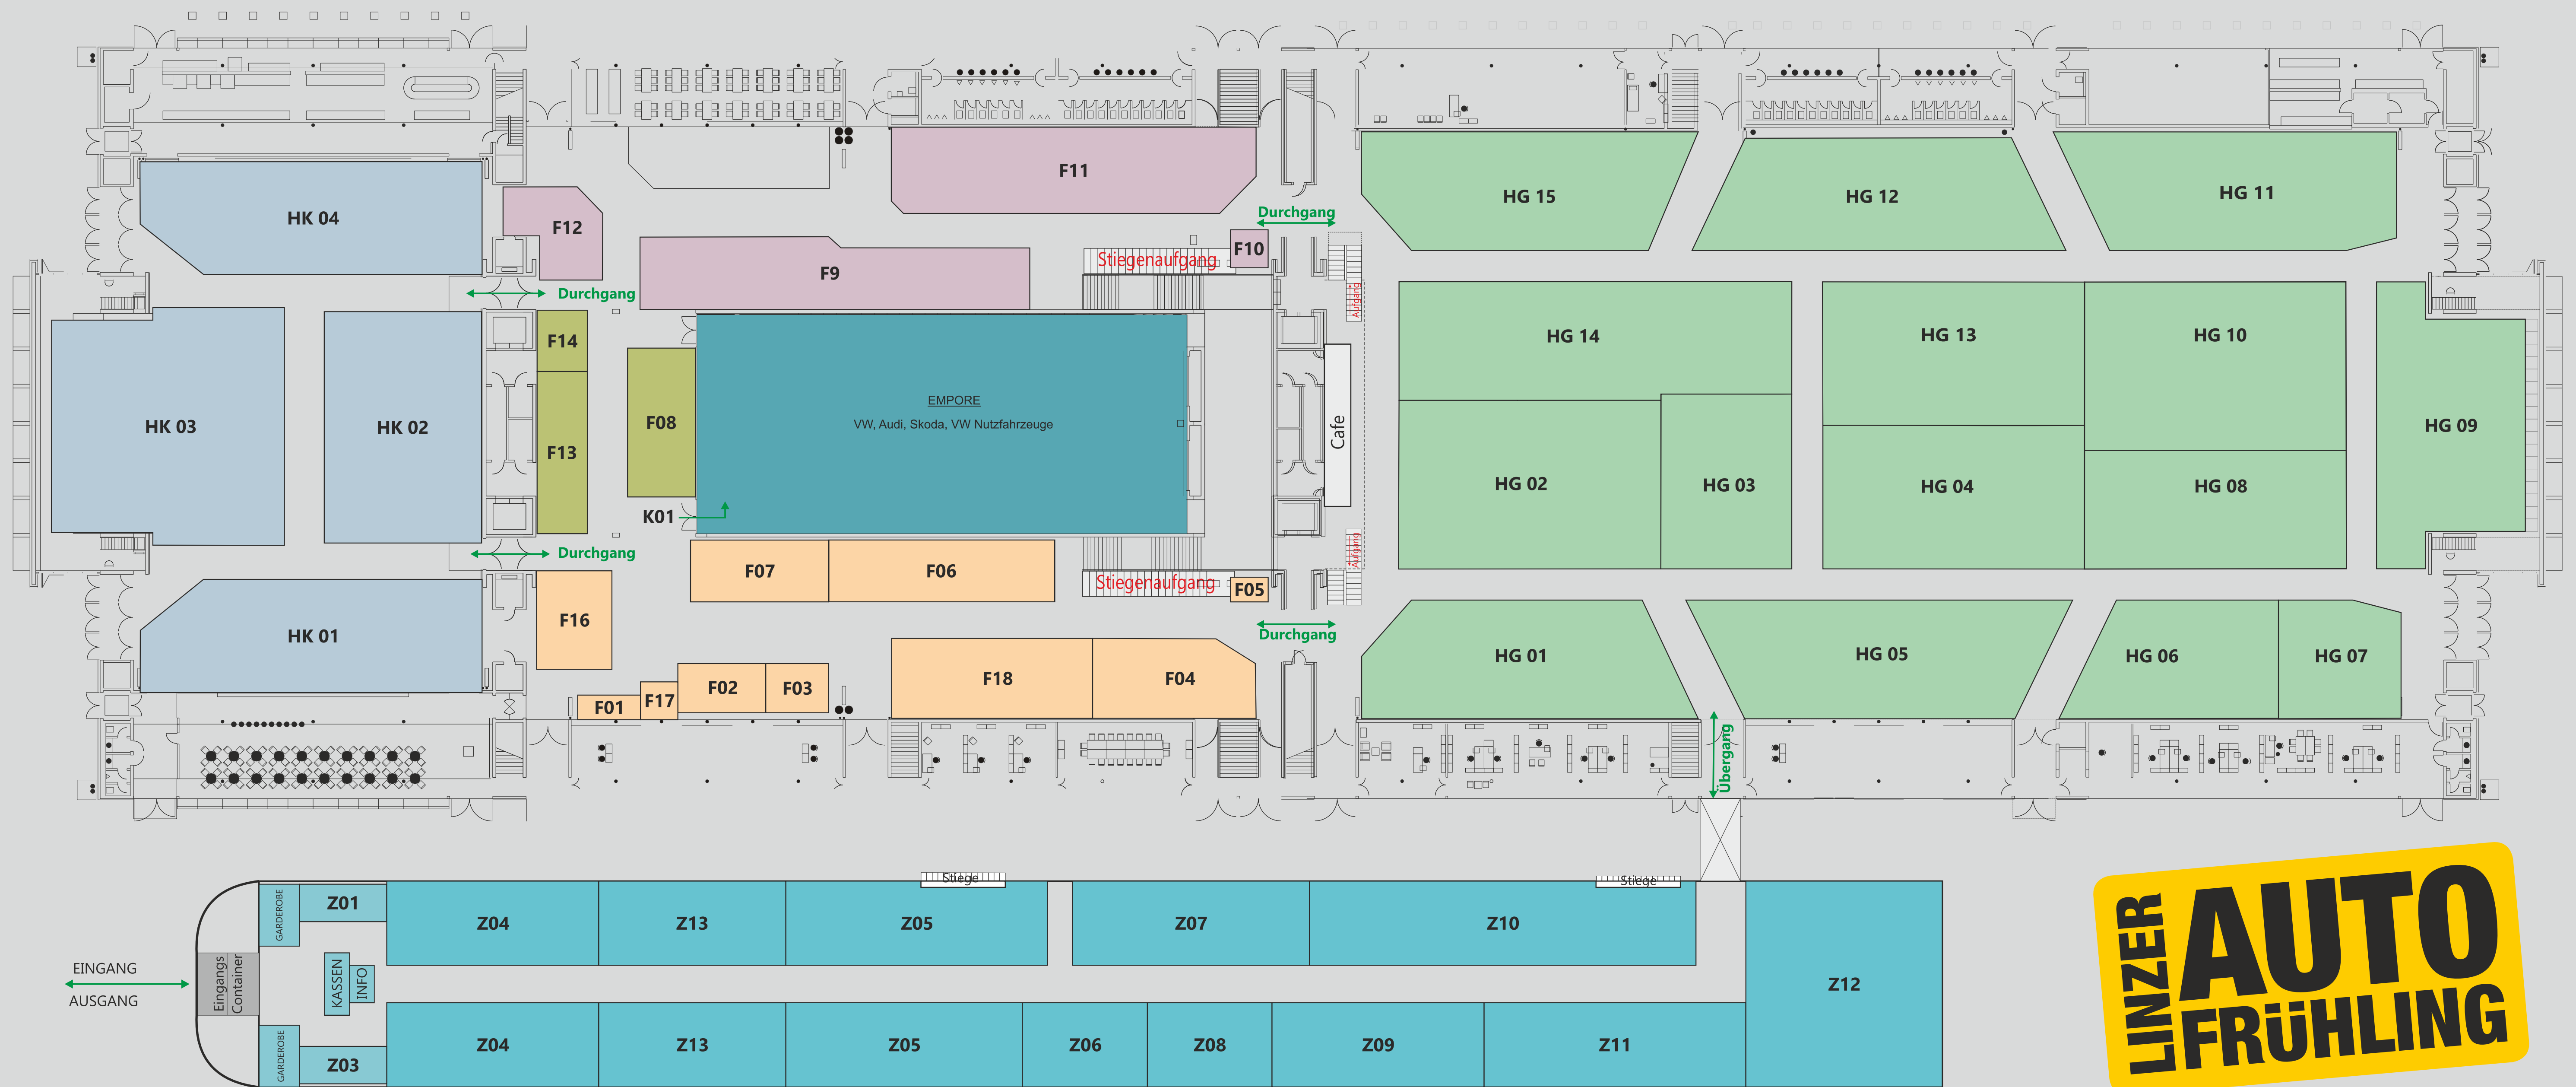 F11
HG 15
HG 12
HG 11
HK 04
F12
Durchgang
F10
Stiegenaufgang
F9
Durchgang
Aufgang
HG 14
HG 13
HG 10
F14
EMPORE
VW, Audi, Skoda, VW Nutzfahrzeuge
F08
F13
HK 03
HK 02
Cafe
HG 09
HG 02
HG 03
HG 04
HG 08
K01
Durchgang
Aufgang
F07
F06
Stiegenaufgang
F05
F16
Durchgang
HK 01
HG 01
HG 05
HG 06
HG 07
F18
F04
F02
F03
F17
F01
Übergang
Stiege
Stiege
GARDEROBE
Z01
Z04
Z13
Z05
Z07
Z10
EINGANG
AUSGANG
Eingangs
Container
KASSEN
INFO
Z12
GARDEROBE
Z03
Z04
Z13
Z05
Z06
Z08
Z09
Z11
LINZER
AUTO
FRÜHLING